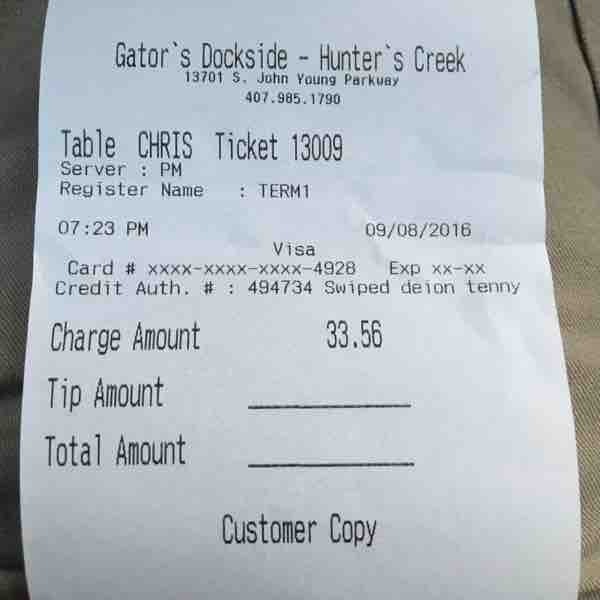 Gator`s Dockside - Hunter`s Creek
13701 S. John Young Parkway
407.985.1790
Table CHRIS Ticket 13009
Server : PM
Register Name : TERM1
07:23 PM 09/08/2016
Visa
Card # xxxx-xxxx-xxxx-4928 Exp xx-xx
Credit Auth. # : 494734 Swiped deion tenny
Charge Amount 33.56
Tip Amount
Total Amount
Customer Copy